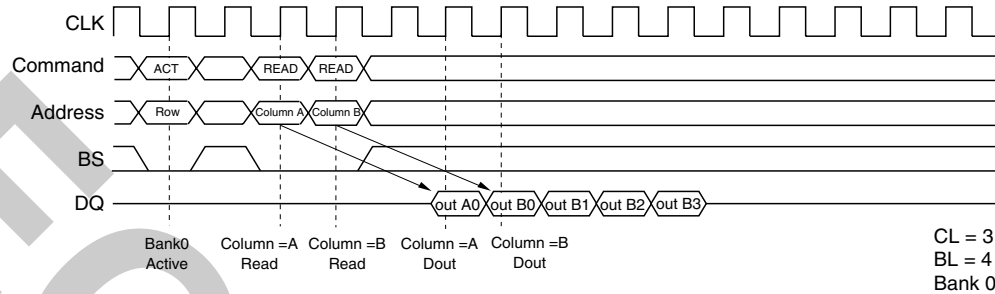 CLK
Command ACT READ READ
Address Row Column A Column B
BS
DQ out A0 out B0 out B1 out B2 out B3
Bank0 Active
Column =A Read
Column =B Read
Column =A Dout
Column =B Dout
CL = 3
BL = 4
Bank 0